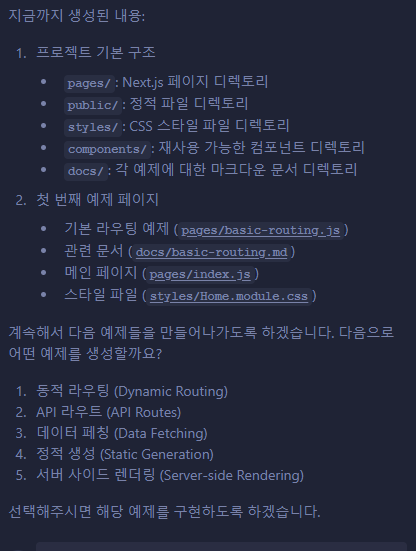 지금까지 생성된 내용:
1. 프로젝트 기본 구조
• pages/: Next.js 페이지 디렉토리
• public/: 정적 파일 디렉토리
• styles/: CSS 스타일 파일 디렉토리
• components/: 재사용 가능한 컴포넌트 디렉토리
• docs/: 각 예제에 대한 마크다운 문서 디렉토리
2. 첫 번째 예제 페이지
• 기본 라우팅 예제 (pages/basic-routing.js)
• 관련 문서 (docs/basic-routing.md)
• 메인 페이지 (pages/index.js)
• 스타일 파일 (styles/Home.module.css)
계속해서 다음 예제들을 만들어나가도록 하겠습니다. 다음으로
어떤 예제를 생성할까요?
1. 동적 라우팅 (Dynamic Routing)
2. API 라우트 (API Routes)
3. 데이터 페칭 (Data Fetching)
4. 정적 생성 (Static Generation)
5. 서버 사이드 렌더링 (Server-side Rendering)
선택해주시면 해당 예제를 구현하도록 하겠습니다.